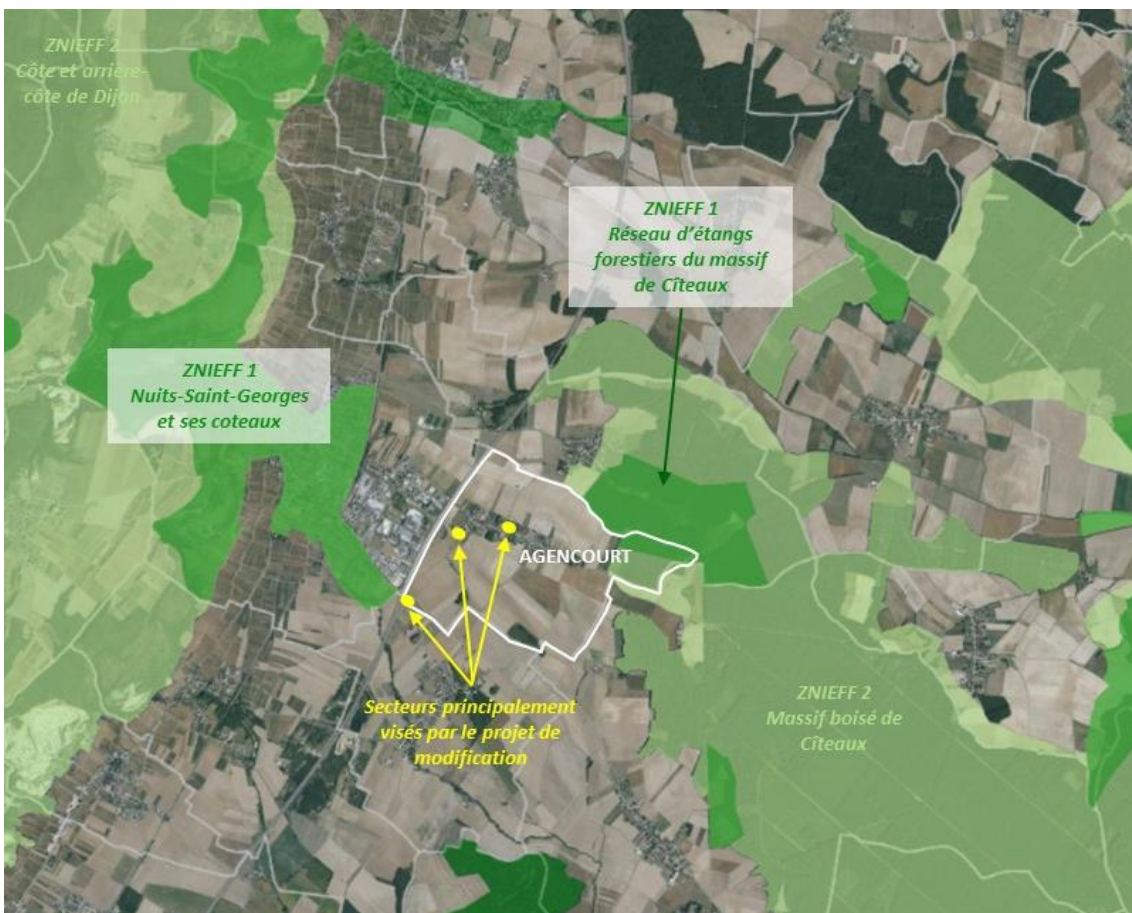 ZNIEFF 2
Côte et arrière-
côte de Dijon
ZNIEFF 1
Réseau d'étangs
forestiers du massif
de Cîteaux
ZNIEFF 1
Nuits-Saint-Georges
et ses coteaux
AGENCOURT
Secteurs principalement
visés par le projet de
modification
ZNIEFF 2
Massif boisé de
Cîteaux